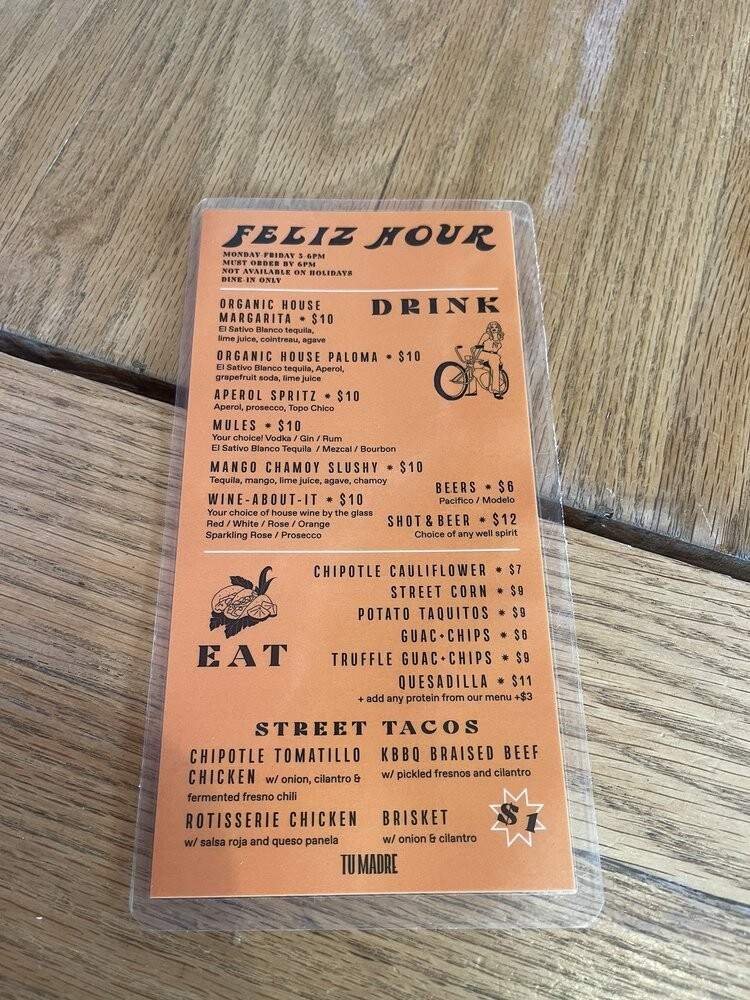 FELIZ HOUR
MONDAY-FRIDAY 3-6PM
MUST ORDER BY 6PM
NOT AVAILABLE ON HOLIDAYS
DINE-IN ONLY
DRINK
ORGANIC HOUSE
MARGARITA * $10
El Sativo Blanco tequila,
lime juice, cointreau, agave
ORGANIC HOUSE PALOMA * $10
El Sativo Blanco tequila, Aperol,
grapefruit soda, lime juice
APEROL SPRITZ * $10
Aperol, prosecco, Topo Chico
MULES * $10
Your choice! Vodka / Gin / Rum
El Sativo Blanco Tequila / Mezcal / Bourbon
MANGO CHAMOY SLUSHY * $10
Tequila, mango, lime juice, agave, chamoy
WINE-ABOUT-IT * $10
Your choice of house wine by the glass
Red / White / Rose / Orange
Sparkling Rose / Prosecco
BEERS * $6
Pacifico / Modelo
SHOT & BEER * $12
Choice of any well spirit
EAT
CHIPOTLE CAULIFLOWER * $7
STREET CORN * $9
POTATO TAQUITOS * $9
GUAC+CHIPS * $6
TRUFFLE GUAC+CHIPS * $9
QUESADILLA * $11
+ add any protein from our menu +$3
STREET TACOS
CHIPOTLE TOMATILLO
CHICKEN w/ onion, cilantro &
fermented fresno chili
KBBQ BRAISED BEEF
w/ pickled fresnos and cilantro
ROTISSERIE CHICKEN
w/ salsa roja and queso panela
BRISKET
w/ onion & cilantro
$1
TU MADRE